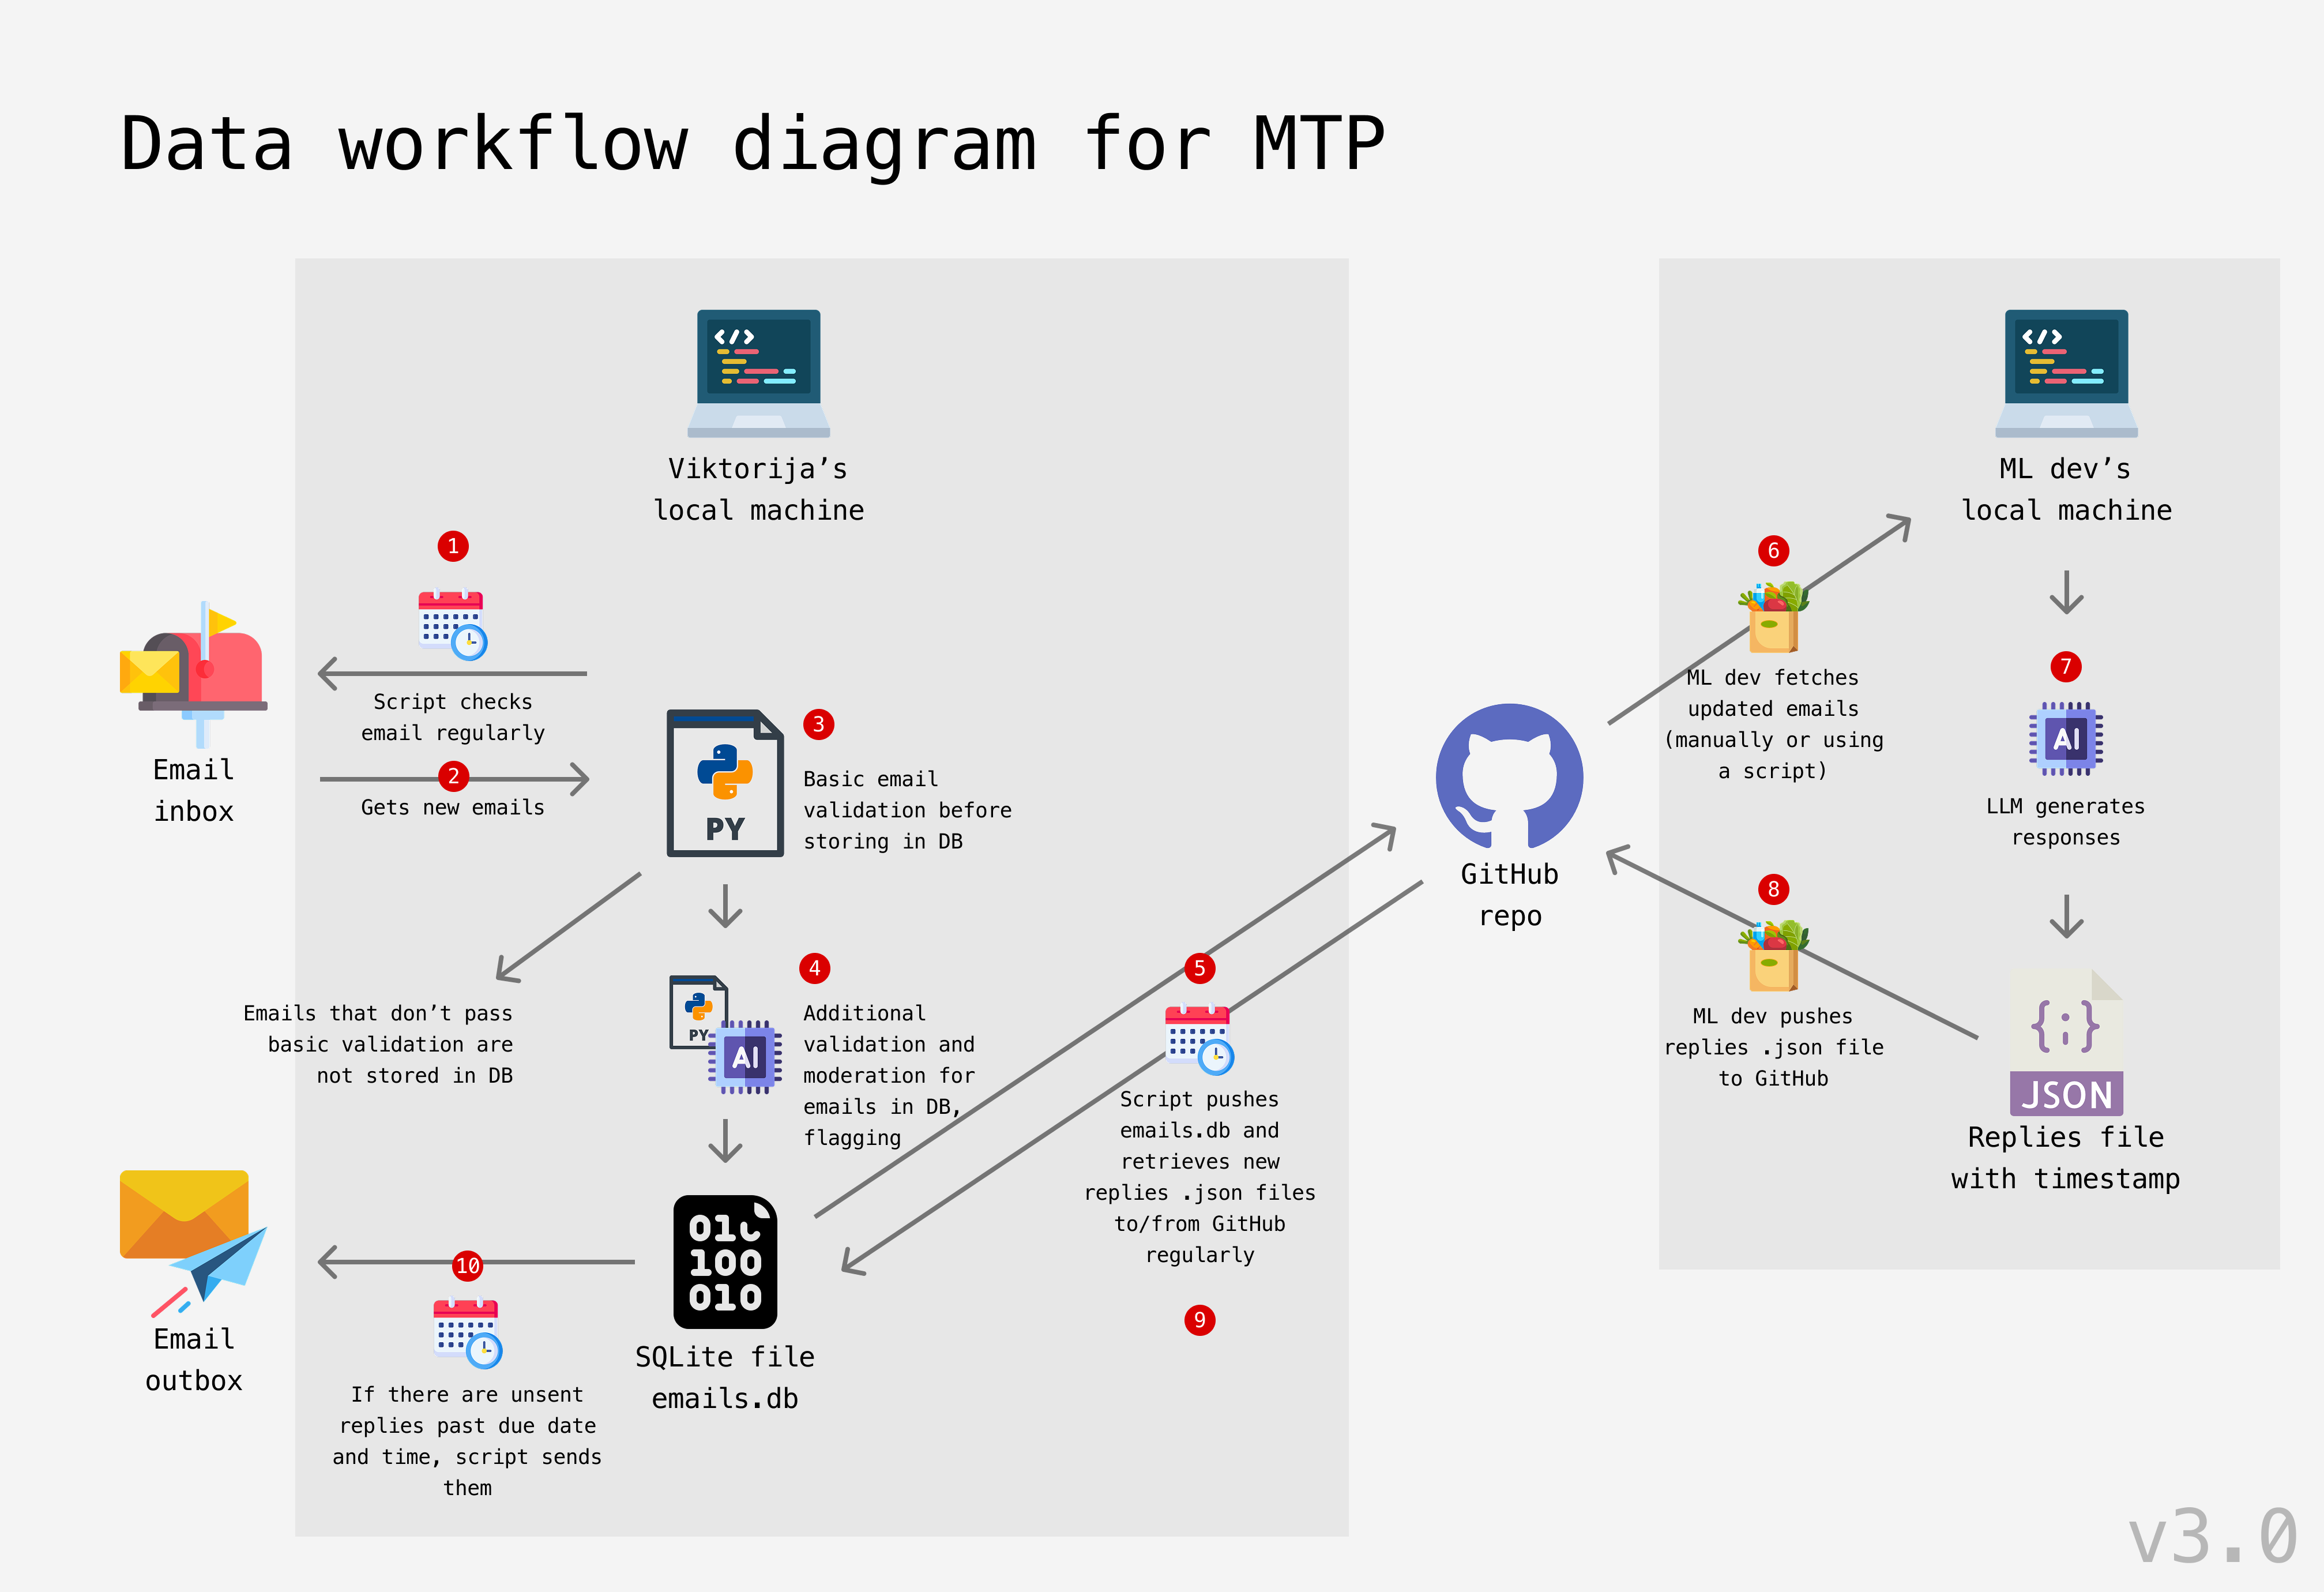 Data workflow diagram for MTP
Viktorija’s
local machine
1
Script checks
email regularly
2
Gets new emails
Email
inbox
PY
3
Basic email
validation before
storing in DB
Emails that don’t pass
basic validation are
not stored in DB
PY
AI
4
Additional
validation and
moderation for
emails in DB,
flagging
01
100
010
SQLite file
emails.db
5
Script pushes
emails.db and
retrieves new
replies .json files
to/from GitHub
regularly
9
10
If there are unsent
replies past due date
and time, script sends
them
Email
outbox
GitHub
repo
ML dev’s
local machine
6
ML dev fetches
updated emails
(manually or using
a script)
7
AI
LLM generates
responses
8
ML dev pushes
replies .json file
to GitHub
{;}
JSON
Replies file
with timestamp
v3.0